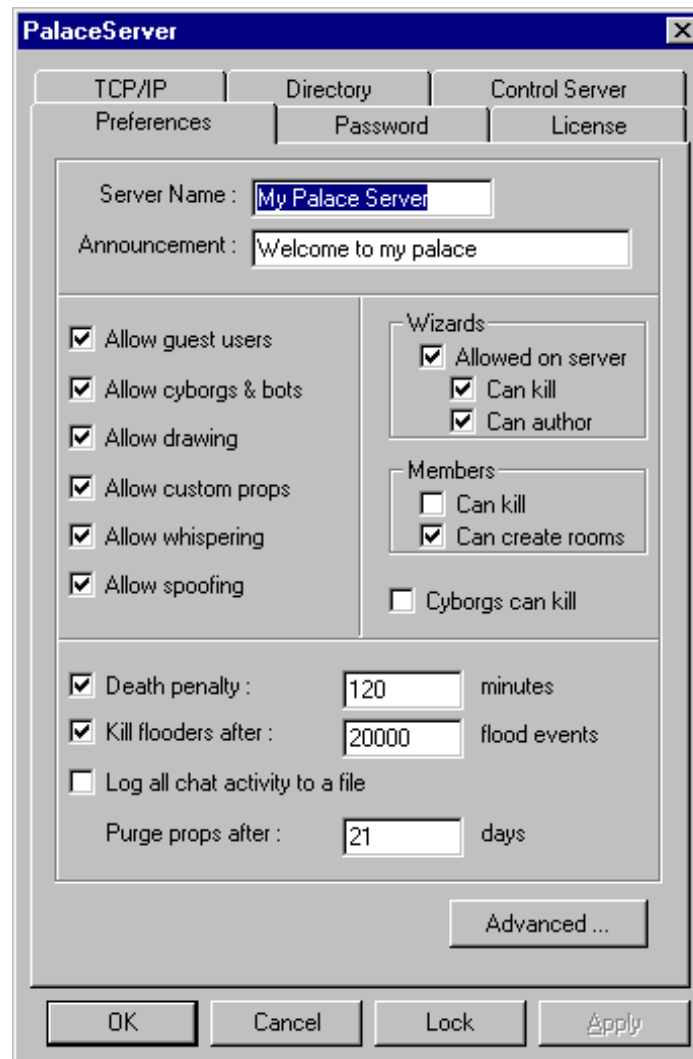 PalaceServer
TCP/IP Directory Control Server
Preferences Password License
Server Name : My Palace Server
Announcement : Welcome to my palace
Allow guest users
Allow cyborgs & bots
Allow drawing
Allow custom props
Allow whispering
Allow spoofing
Wizards
Allowed on server
Can kill
Can author
Members
Can kill
Can create rooms
Cyborgs can kill
Death penalty : 120 minutes
Kill flooders after : 20000 flood events
Log all chat activity to a file
Purge props after : 21 days
Advanced ...
OK Cancel Lock Apply